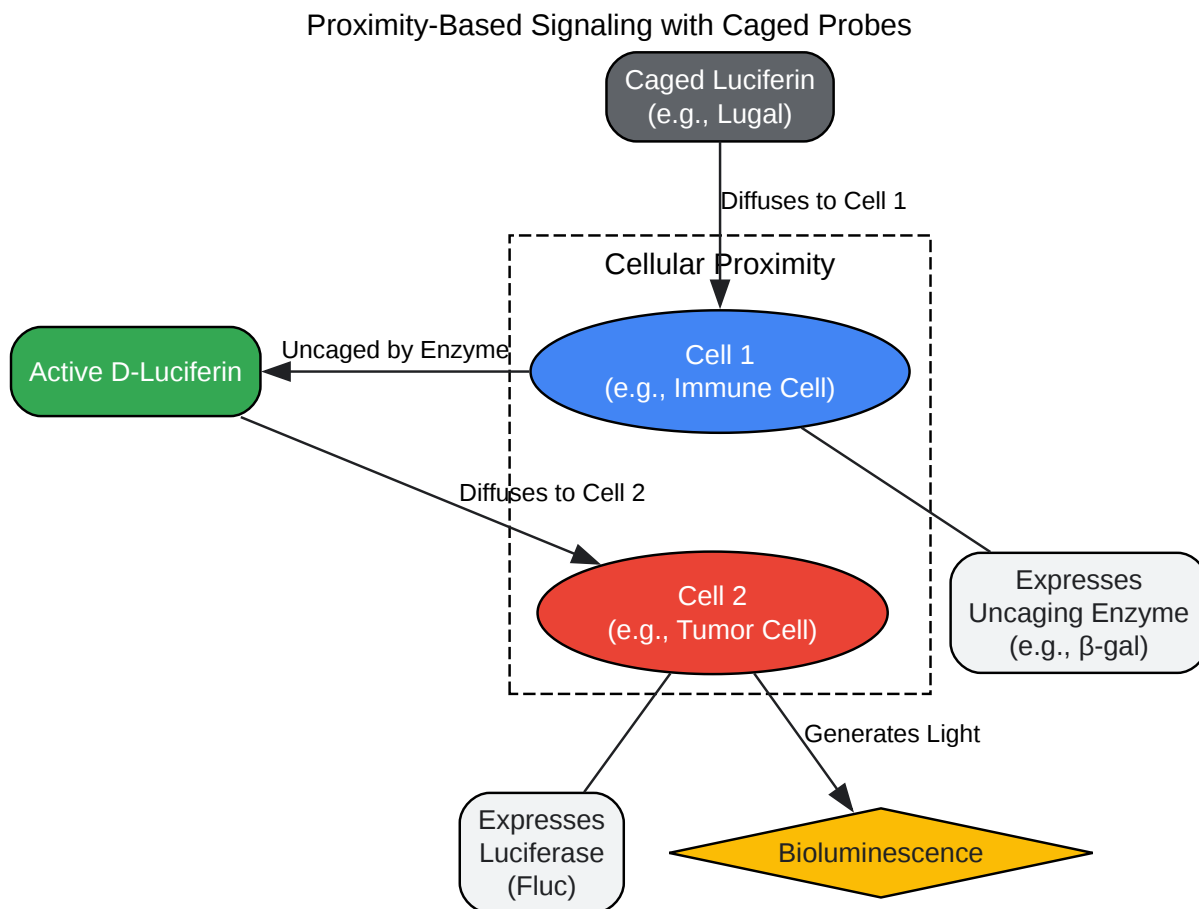 Proximity-Based Signaling with Caged Probes
Caged Luciferin
(e.g., Lugal)
Diffuses to Cell 1
Cellular Proximity
Cell 1
(e.g., Immune Cell)
Uncaged by Enzyme
Active D-Luciferin
Diffuses to Cell 2
Cell 2
(e.g., Tumor Cell)
Expresses
Uncaging Enzyme
(e.g., β-gal)
Generates Light
Expresses
Luciferase
(Fluc)
Bioluminescence